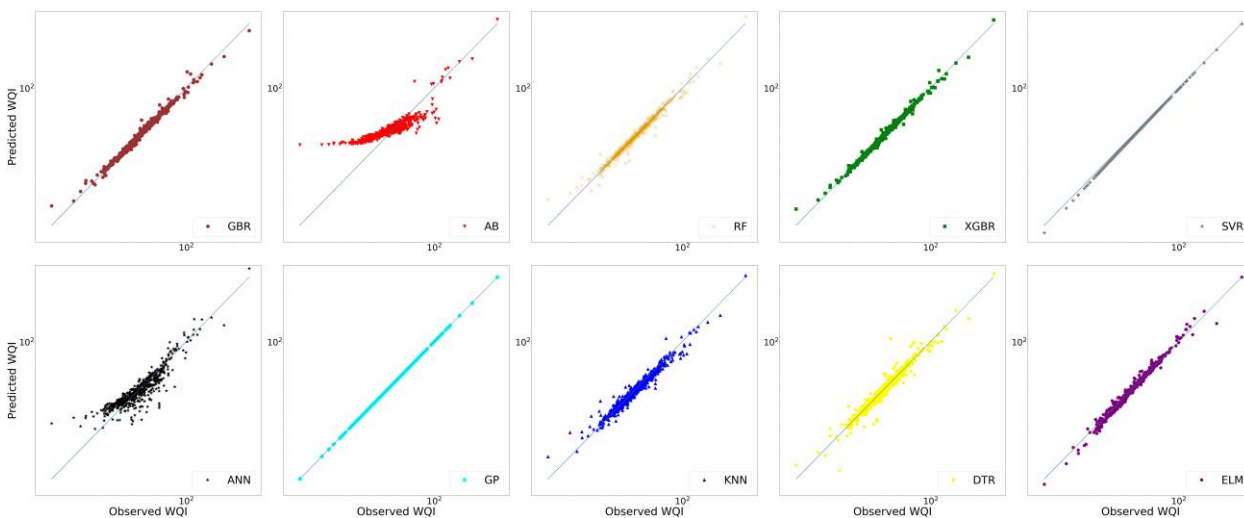 Predicted WQI
10²
10²
GBR
10²
10²
AB
10²
10²
RF
10²
10²
XGBR
10²
10²
SVR
10²
Predicted WQI
10²
10²
ANN
Observed WQI
10²
10²
GP
Observed WQI
10²
10²
KNN
Observed WQI
10²
10²
DTR
Observed WQI
10²
10²
ELM
Observed WQI
10²